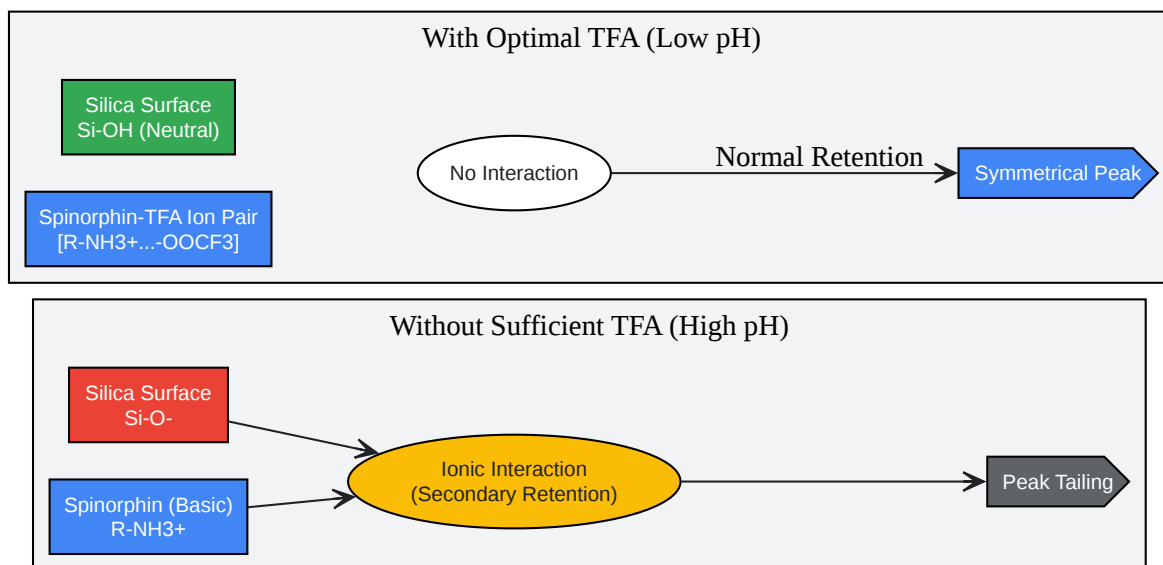 With Optimal TFA (Low pH)
Silica Surface
Si-OH (Neutral)
Spinorphin-TFA Ion Pair
[R-NH3+...-OOCF3]
No Interaction
Normal Retention
Symmetrical Peak
Without Sufficient TFA (High pH)
Silica Surface
Si-O-
Spinorphin (Basic)
R-NH3+
Ionic Interaction
(Secondary Retention)
Peak Tailing